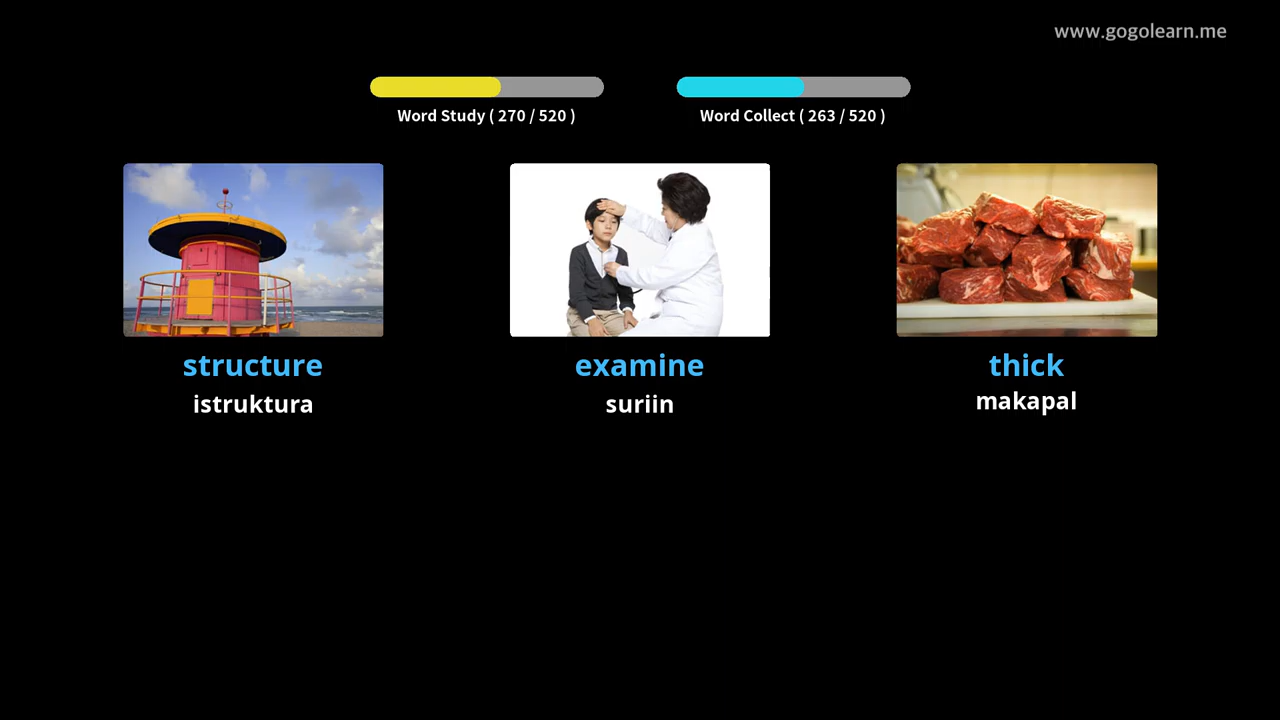 www.gogolearn.me
Word Study ( 270 / 520 )
Word Collect ( 263 / 520 )
structure
istruktura
examine
suriin
thick
makapal